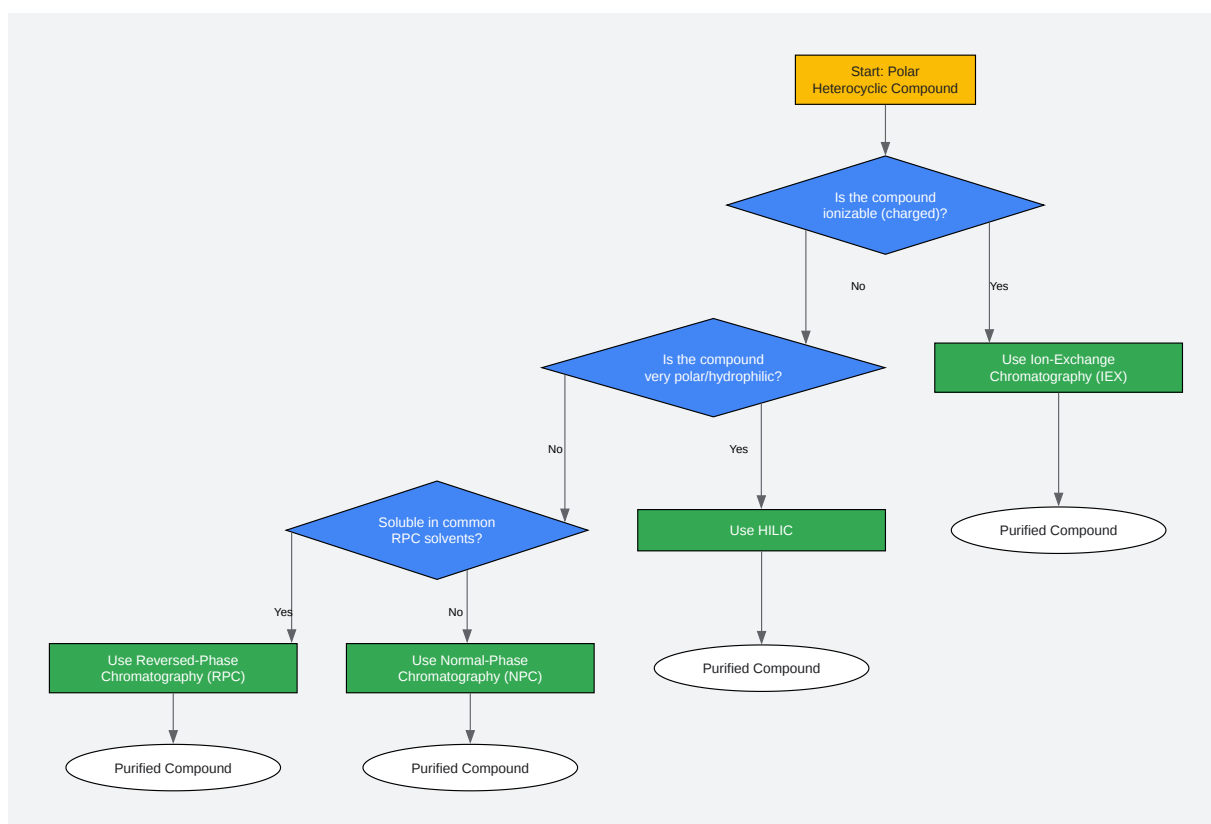 Start: Polar
Heterocyclic Compound
Is the compound
ionizable (charged)?
No
Yes
Is the compound
very polar/hydrophilic?
Use Ion-Exchange
Chromatography (IEX)
No
Yes
Soluble in common
RPC solvents?
Use HILIC
Purified Compound
Yes
No
Use Reversed-Phase
Chromatography (RPC)
Use Normal-Phase
Chromatography (NPC)
Purified Compound
Purified Compound
Purified Compound